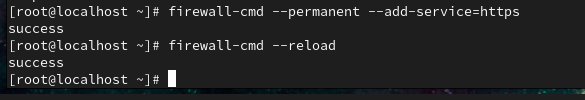 [root@localhost ~]# firewall-cmd --permanent --add-service=https
success
[root@localhost ~]# firewall-cmd --reload
success
[root@localhost ~]#